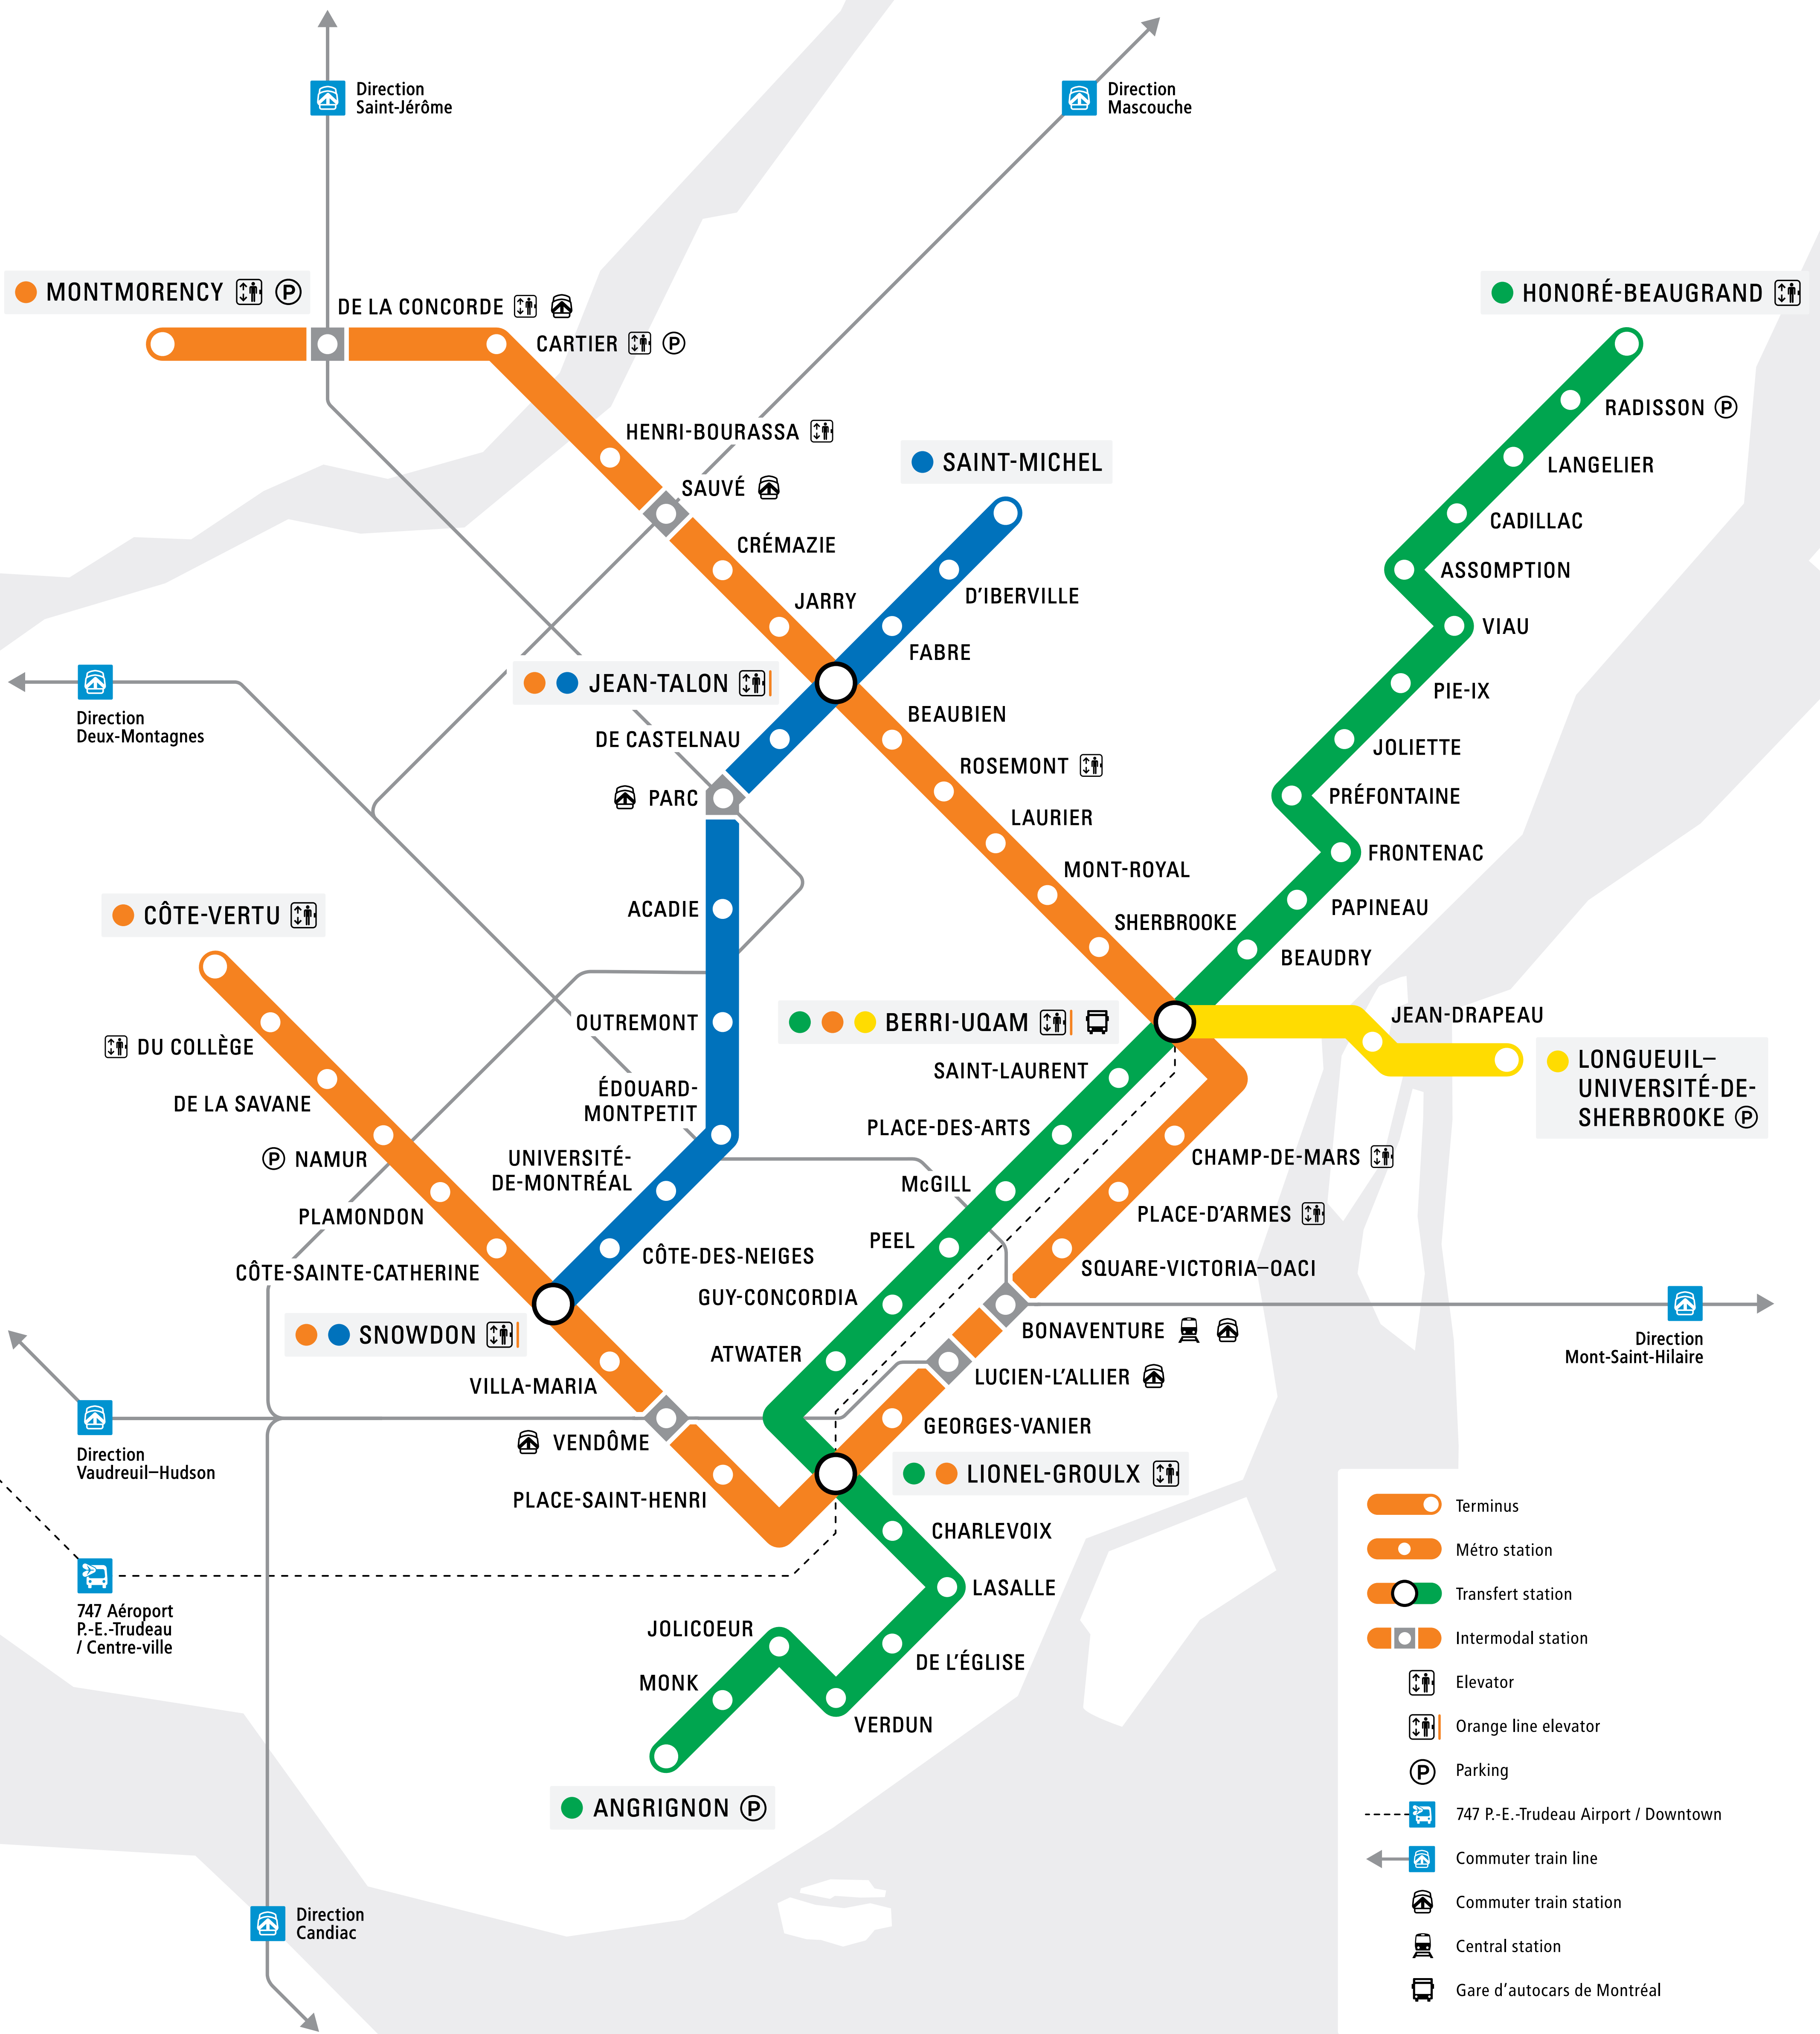 Direction
Saint-Jérôme
Direction
Mascouche
MONTMORENCY P
DE LA CONCORDE
CARTIER P
HONORÉ-BEAUGRAND
RADISSON P
HENRI-BOURASSA
LANGELIER
SAINT-MICHEL
SAUVÉ
CADILLAC
CRÉMAZIE
ASSOMPTION
D'IBERVILLE
JARRY
VIAU
FABRE
JEAN-TALON
PIE-IX
Direction
Deux-Montagnes
BEAUBIEN
DE CASTELNAU
JOLIETTE
ROSEMONT
PARC
PRÉFONTAINE
LAURIER
FRONTENAC
MONT-ROYAL
ACADIE
PAPINEAU
CÔTE-VERTU
SHERBROOKE
BEAUDRY
OUTREMONT
BERRI-UQAM
JEAN-DRAPEAU
DU COLLÈGE
SAINT-LAURENT
LONGUEUIL–
UNIVERSITÉ-DE-
SHERBROOKE P
DE LA SAVANE
ÉDOUARD-
MONTPETIT
PLACE-DES-ARTS
P NAMUR
UNIVERSITÉ-
DE-MONTRÉAL
CHAMP-DE-MARS
McGILL
PLAMONDON
PLACE-D'ARMES
PEEL
CÔTE-DES-NEIGES
CÔTE-SAINTE-CATHERINE
SQUARE-VICTORIA–OACI
GUY-CONCORDIA
SNOWDON
BONAVENTURE
Direction
Mont-Saint-Hilaire
ATWATER
LUCIEN-L'ALLIER
VILLA-MARIA
GEORGES-VANIER
VENDÔME
Direction
Vaudreuil–Hudson
LIONEL-GROULX
PLACE-SAINT-HENRI
CHARLEVOIX
LASALLE
747 Aéroport
P.-E.-Trudeau
/ Centre-ville
JOLICOEUR
DE L'ÉGLISE
MONK
VERDUN
ANGRIGNON P
Direction
Candiac
Terminus
Métro station
Transfert station
Intermodal station
Elevator
Orange line elevator
P Parking
747 P.-E.-Trudeau Airport / Downtown
Commuter train line
Commuter train station
Central station
Gare d'autocars de Montréal